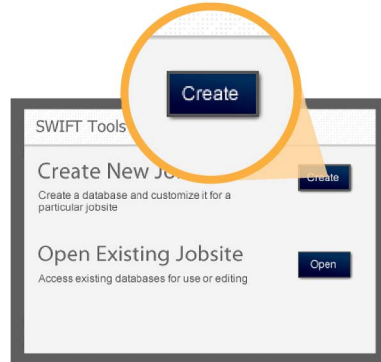 Create
SWIFT Tools
Create New
Create
Create a database and customize it for a
particular jobsite
Open Existing Jobsite
Open
Access existing databases for use or editing